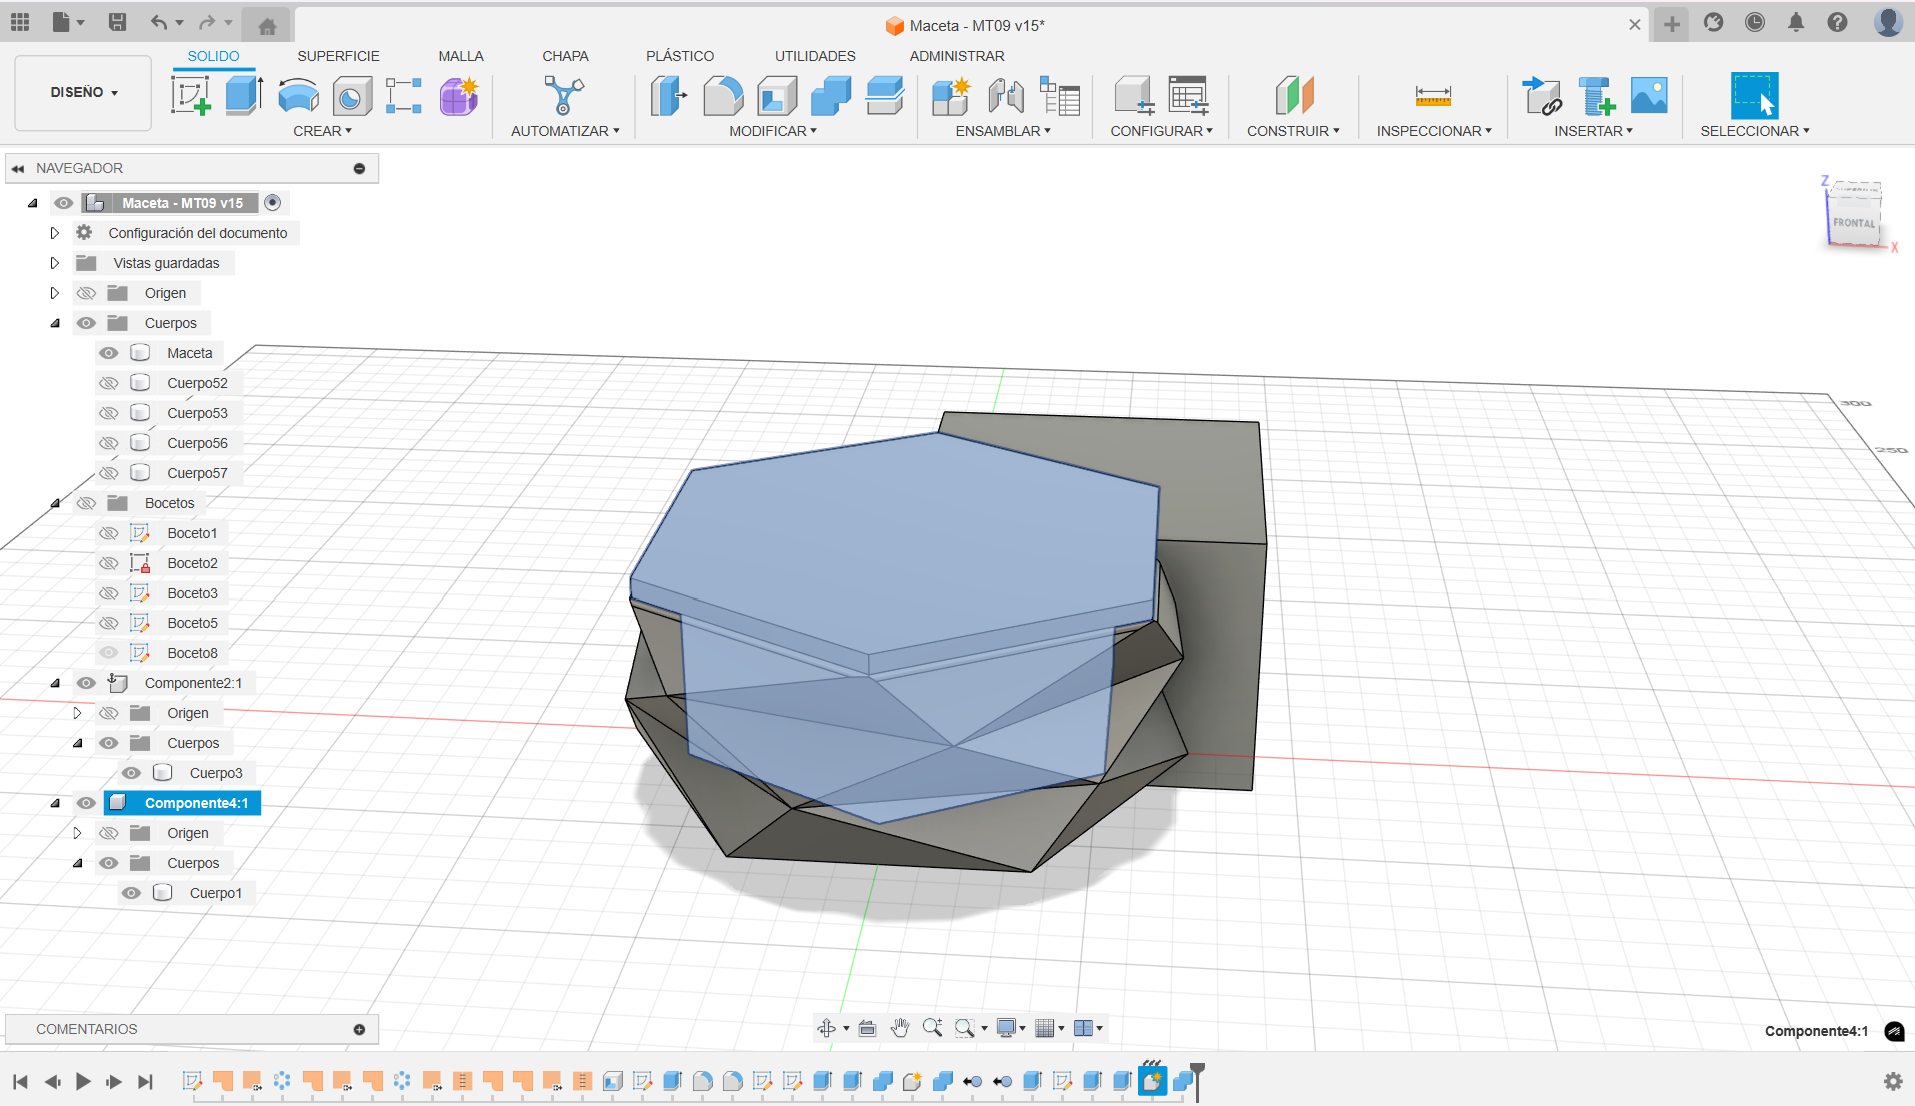 Maceta - MT09 v15*
DISEÑO
SOLIDO SUPERFICIE MALLA CHAPA PLÁSTICO UTILIDADES ADMINISTRAR
CREAR AUTOMATIZAR MODIFICAR ENSAMBLAR CONFIGURAR CONSTRUIR INSPECCIONAR INSERTAR SELECCIONAR
NAVEGADOR
Maceta - MT09 v15
Configuración del documento
Vistas guardadas
Origen
Cuerpos
Maceta
Cuerpo52
Cuerpo53
Cuerpo56
Cuerpo57
Bocetos
Boceto1
Boceto2
Boceto3
Boceto5
Boceto8
Componente2:1
Origen
Cuerpos
Cuerpo3
Componente4:1
Origen
Cuerpos
Cuerpo1
Z
FRONTAL
X
300
250
COMENTARIOS
Componente4:1